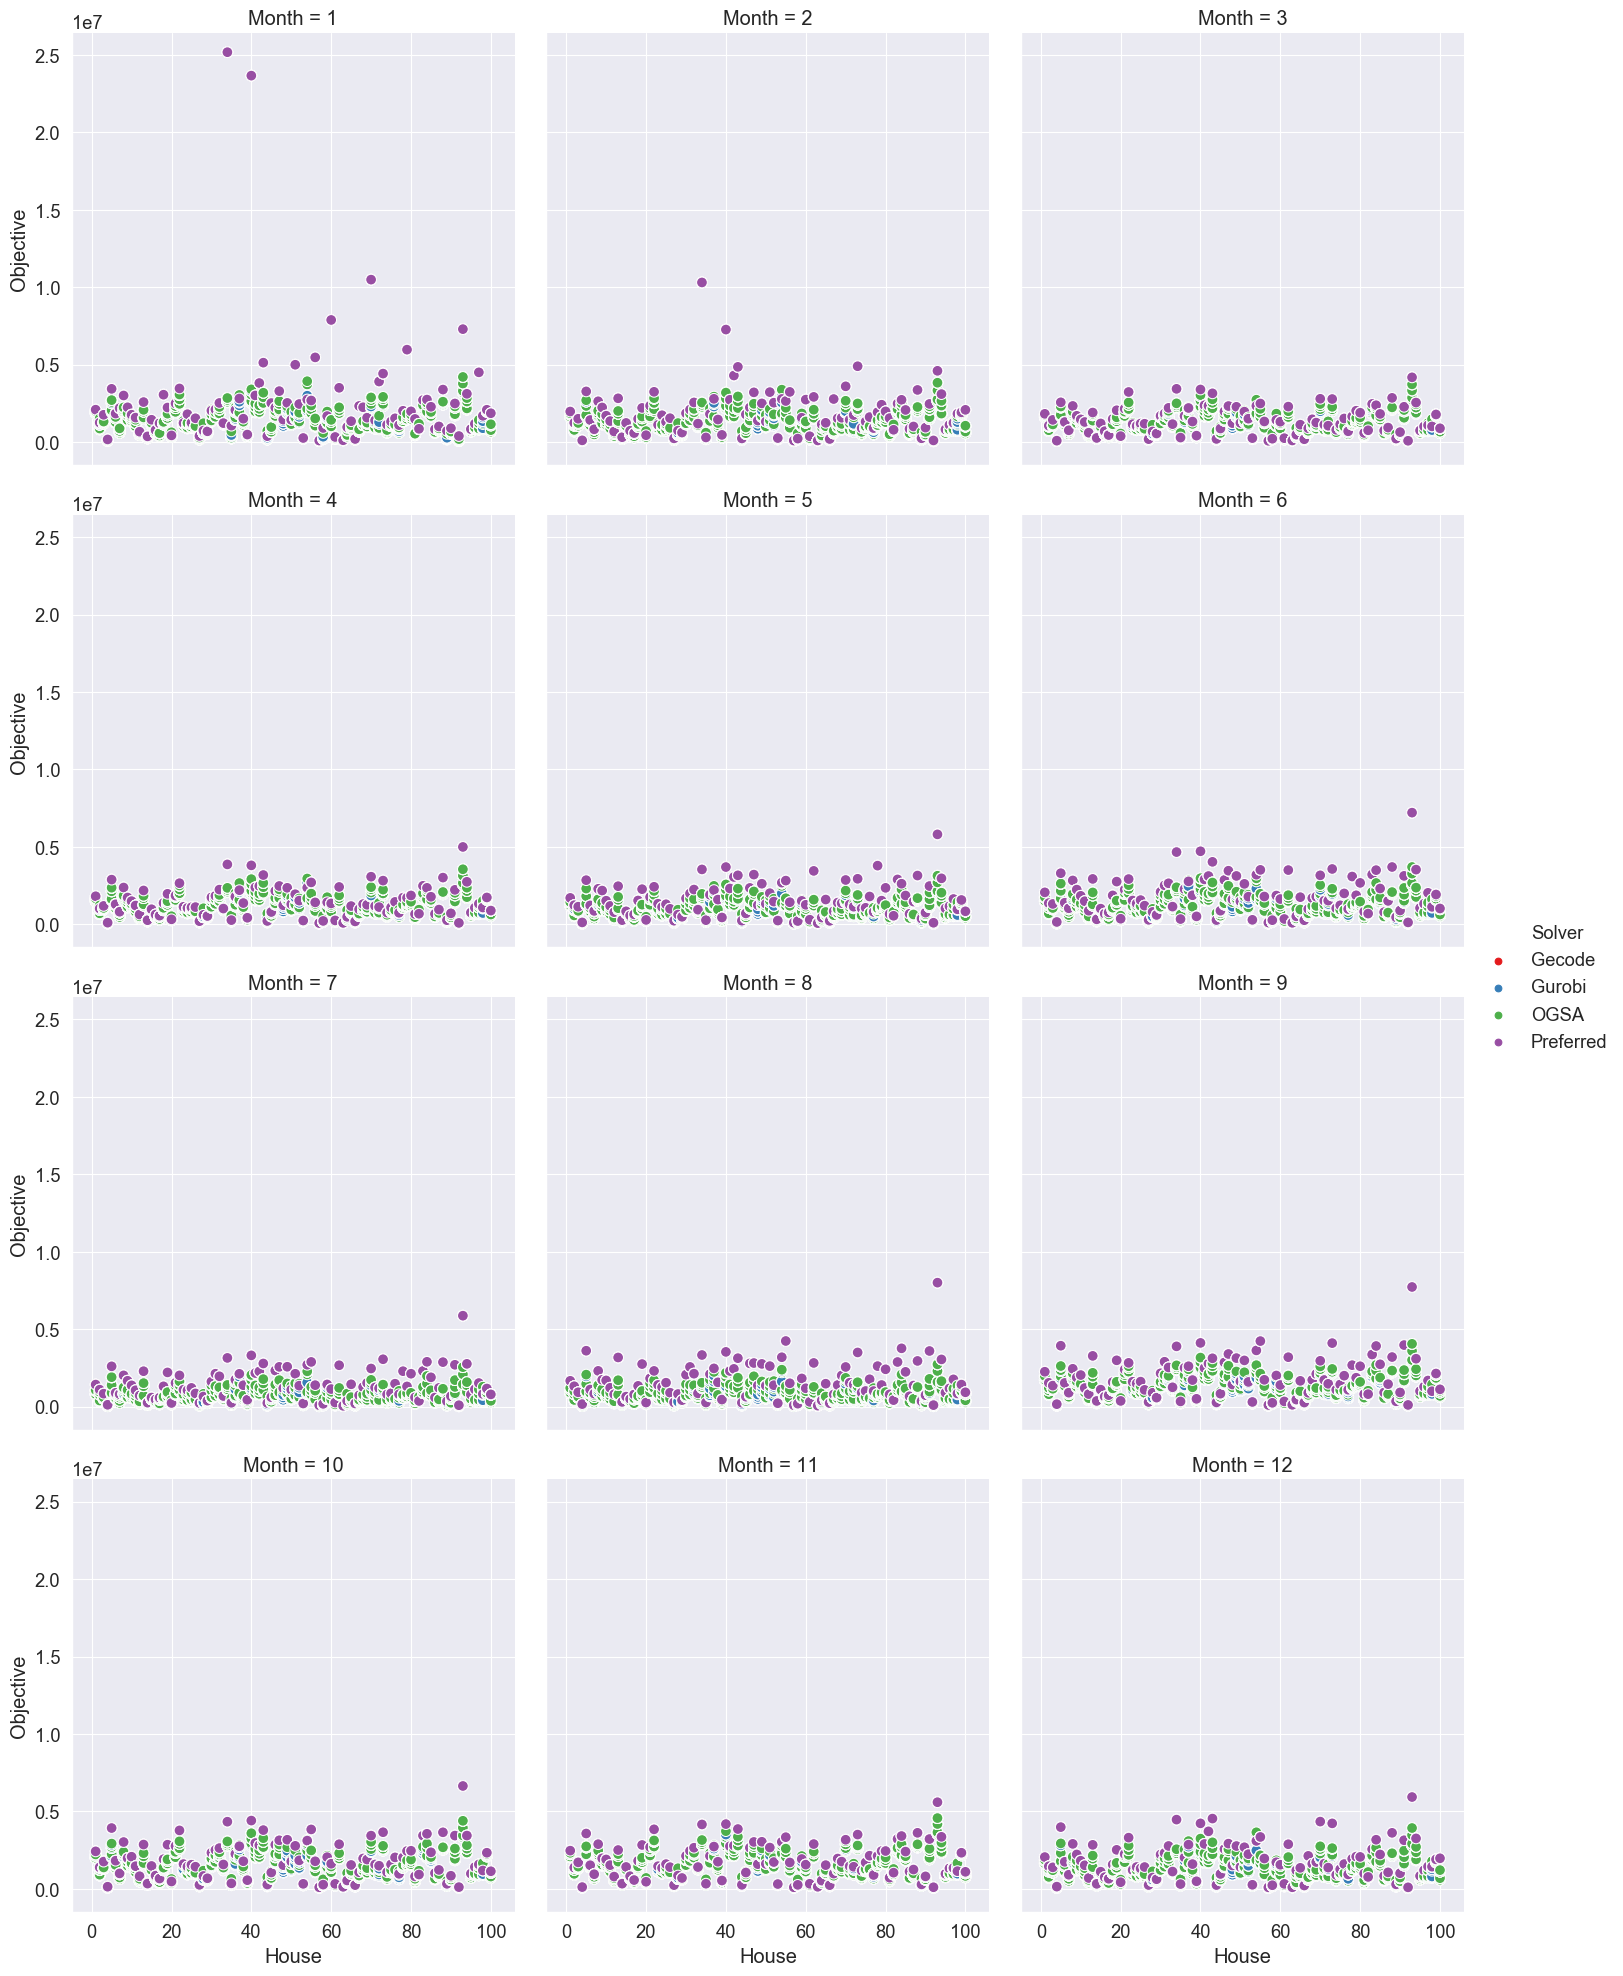 Month = 1
Month = 2
Month = 3
1e7
2.5
2.0
1.5
1.0
0.5
0.0
Objective
Month = 4
Month = 5
Month = 6
1e7
2.5
2.0
1.5
1.0
0.5
0.0
Objective
Solver
Gecode
Gurobi
OGSA
Preferred
Month = 7
Month = 8
Month = 9
1e7
2.5
2.0
1.5
1.0
0.5
0.0
Objective
Month = 10
Month = 11
Month = 12
1e7
2.5
2.0
1.5
1.0
0.5
0.0
Objective
0 20 40 60 80 100
House
0 20 40 60 80 100
House
0 20 40 60 80 100
House